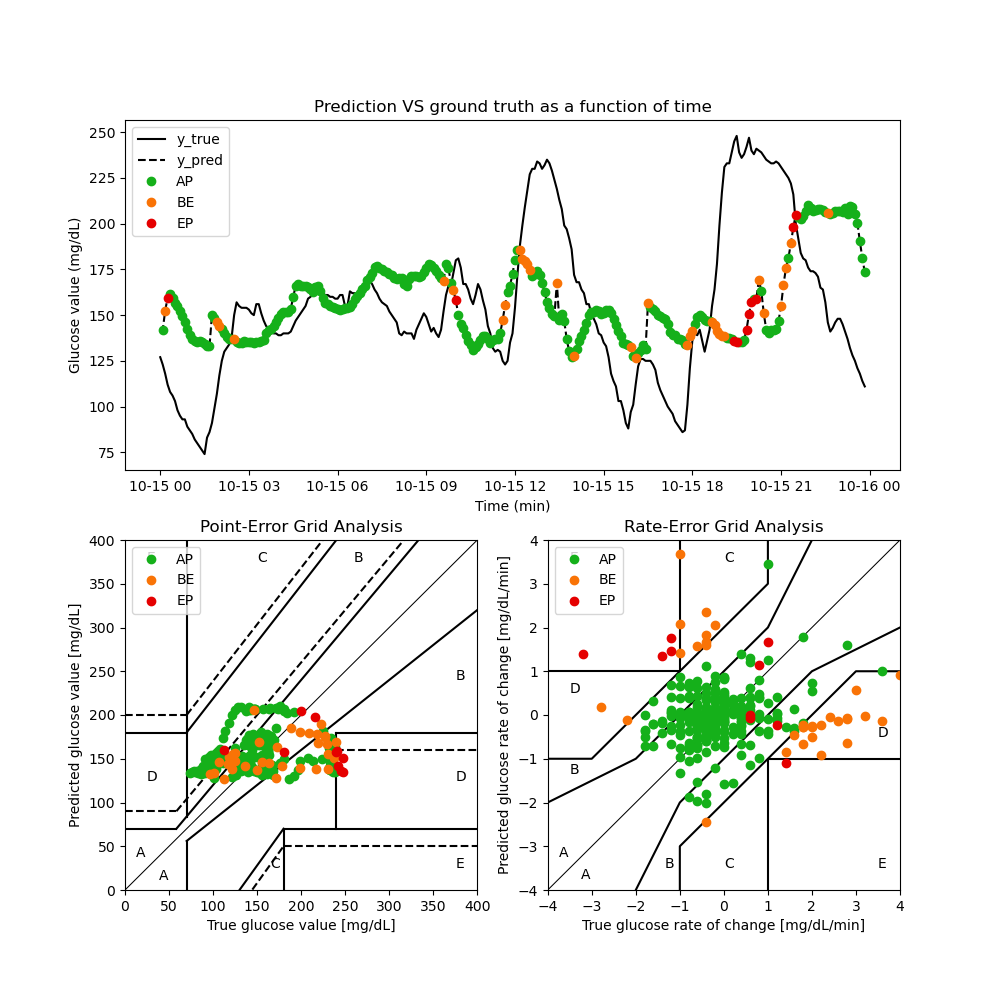 Prediction VS ground truth as a function of time
Glucose value (mg/dL)
250
225
200
175
150
125
100
75
y_true
y_pred
AP
BE
EP
10-15 00 10-15 03 10-15 06 10-15 09 10-15 12 10-15 15 10-15 18 10-15 21 10-16 00
Time (min)
Point-Error Grid Analysis
Predicted glucose value [mg/dL]
400
350
300
250
200
150
100
50
0
AP
BE
EP
C B
B
D D
A
A C E
0 50 100 150 200 250 300 350 400
True glucose value [mg/dL]
Rate-Error Grid Analysis
Predicted glucose rate of change [mg/dL/min]
4
3
2
1
0
−1
−2
−3
−4
AP
BE
EP
C
D
D
B
A
A B C E
−4 −3 −2 −1 0 1 2 3 4
True glucose rate of change [mg/dL/min]